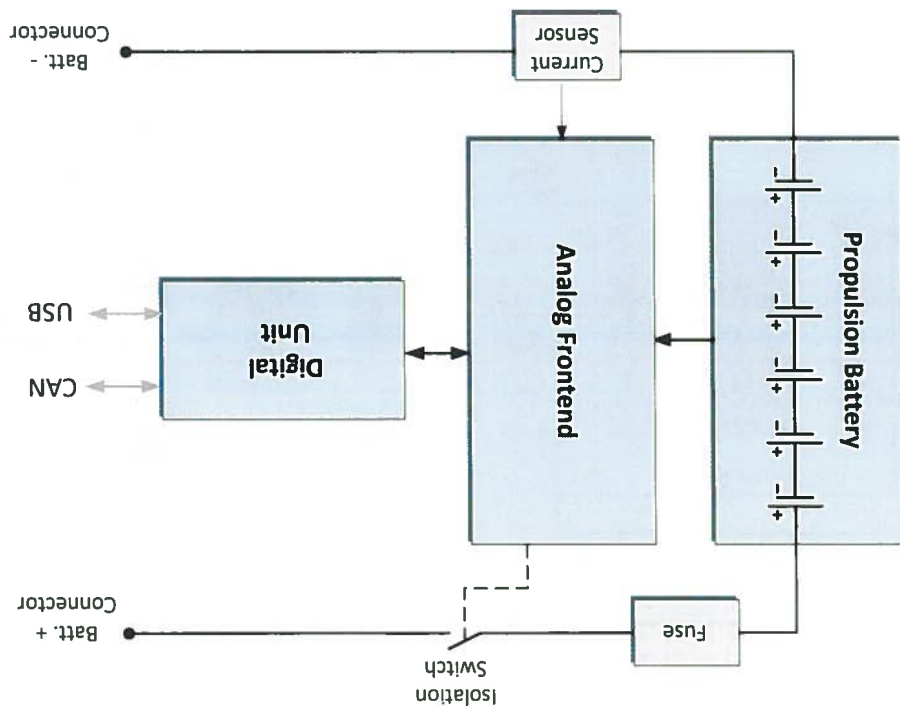 Isolation
Switch
Fuse
Batt. +
Connector
Propulsion Battery
+
-
+
-
+
-
+
-
+
-
+
-
Analog Frontend
Digital
Unit
CAN
USB
Current
Sensor
Batt. -
Connector